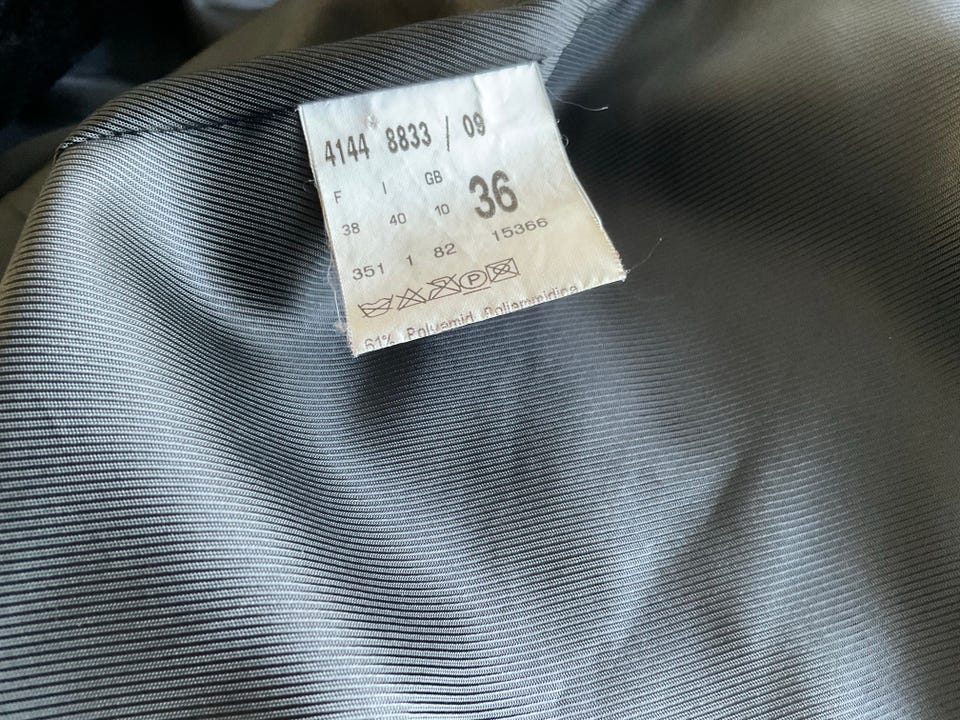 4144 8833 / 09
F I GB
38 40 10 36
351 1 82 15366
P
61% Polyamid Poliammidica